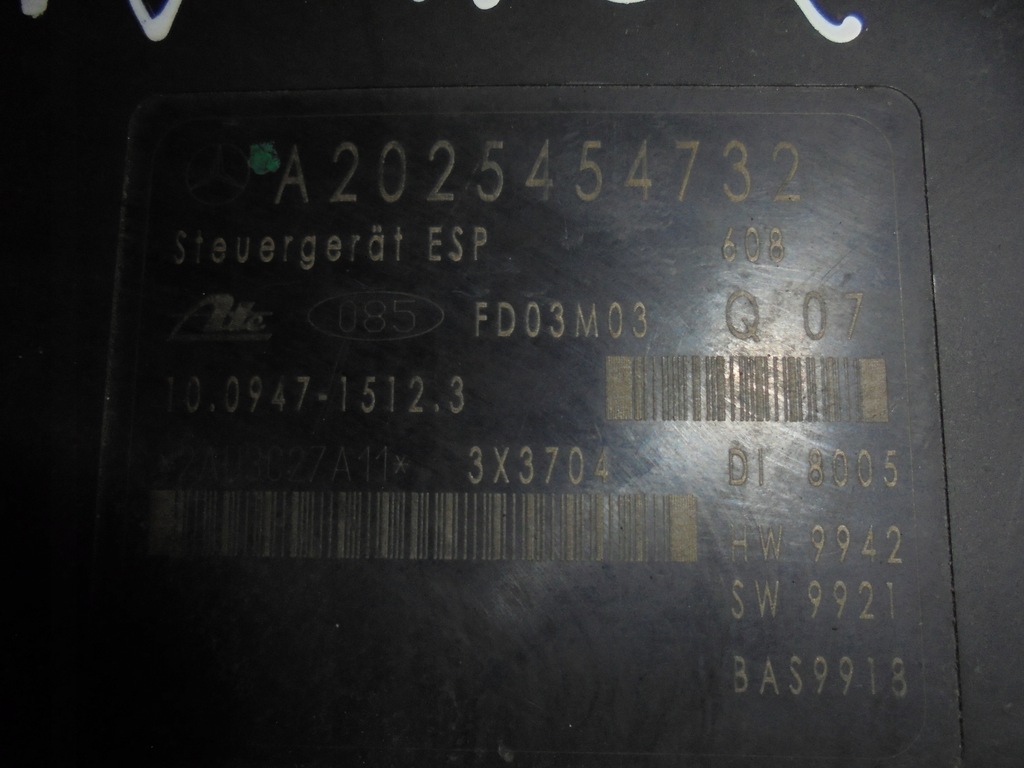 A2025454732
Steuergerät ESP 608
Ate 085 FD03M03 Q 07
10.0947-1512.3
3X3704 DI 8005
HW 9942
SW 9921
BAS9918